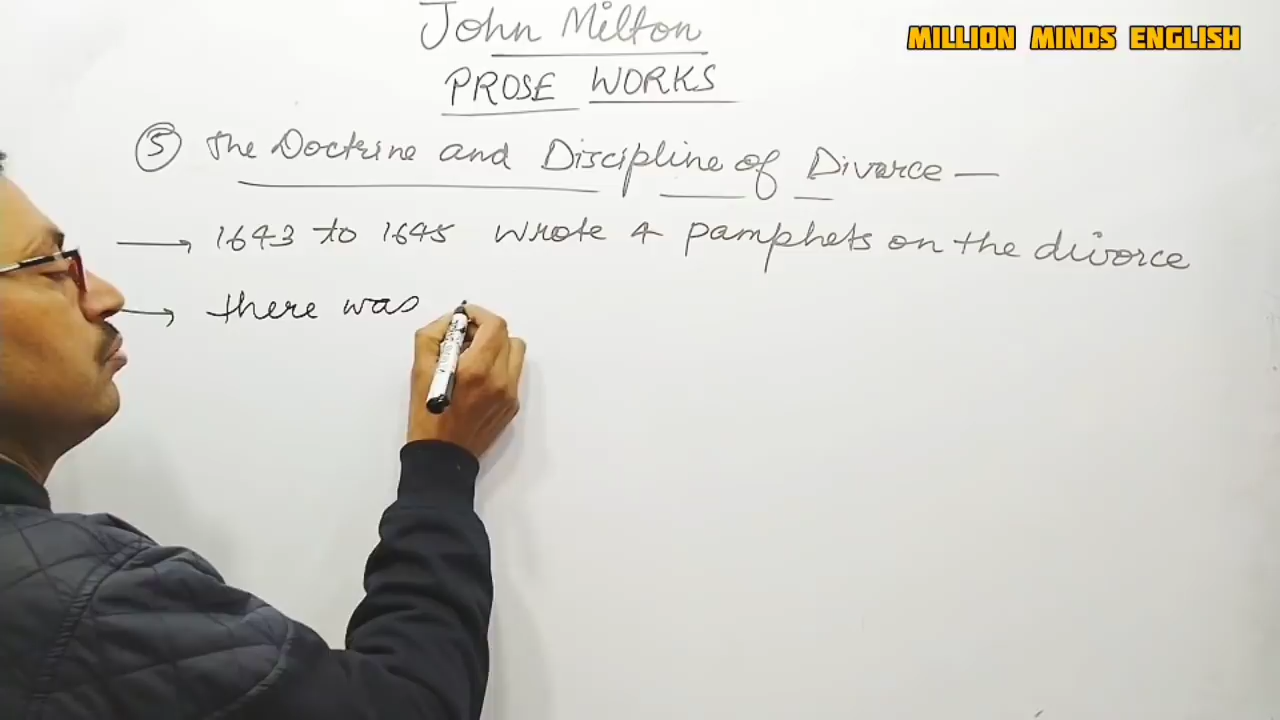 John Milton
MILLION MINDS ENGLISH
PROSE WORKS
5 The Doctrine and Discipline of Divarce —
→ 1643 to 1645 wrote 4 pamphets on the divorce
→ there was